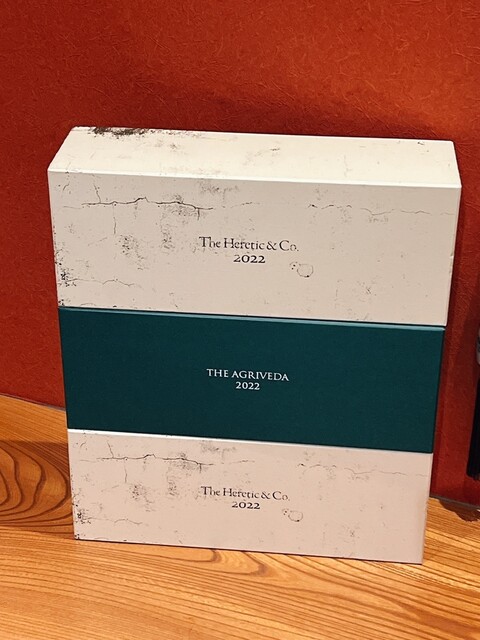 The Heretic & Co.
2022
THE AGRIVEDA
2022
The Heretic & Co.
2022